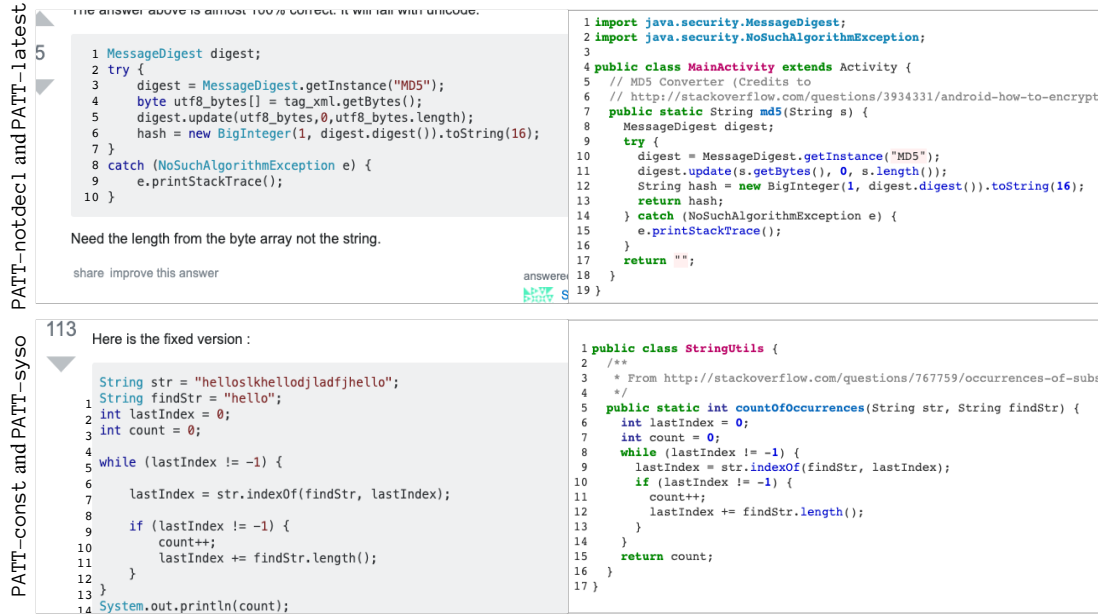 PATT-notdecl and PATT-latest
The answer above is almost 100% correct. It will fail with unicode.
5
1 MessageDigest digest;
2 try {
3 digest = MessageDigest.getInstance("MD5");
4 byte utf8_bytes[] = tag_xml.getBytes();
5 digest.update(utf8_bytes,0,utf8_bytes.length);
6 hash = new BigInteger(1, digest.digest()).toString(16);
7 }
8 catch (NoSuchAlgorithmException e) {
9 e.printStackTrace();
10 }
Need the length from the byte array not the string.
share improve this answer
answered
S
1 import java.security.MessageDigest;
2 import java.security.NoSuchAlgorithmException;
3
4 public class MainActivity extends Activity {
5 // MD5 Converter (Credits to
6 // http://stackoverflow.com/questions/3934331/android-how-to-encrypt
7 public static String md5(String s) {
8 MessageDigest digest;
9 try {
10 digest = MessageDigest.getInstance("MD5");
11 digest.update(s.getBytes(), 0, s.length());
12 String hash = new BigInteger(1, digest.digest()).toString(16);
13 return hash;
14 } catch (NoSuchAlgorithmException e) {
15 e.printStackTrace();
16 }
17 return "";
18 }
19 }
PATT-const and PATT-syso
113
Here is the fixed version :
String str = "helloslkhellodjladfjhello";
1 String findStr = "hello";
2 int lastIndex = 0;
3 int count = 0;
4
5 while (lastIndex != -1) {
6
7 lastIndex = str.indexOf(findStr, lastIndex);
8
9 if (lastIndex != -1) {
10 count++;
11 lastIndex += findStr.length();
12 }
13 }
14 System.out.println(count);
1 public class StringUtils {
2 /**
3 * From http://stackoverflow.com/questions/767759/occurrences-of-subs
4 */
5 public static int countOfOccurrences(String str, String findStr) {
6 int lastIndex = 0;
7 int count = 0;
8 while (lastIndex != -1) {
9 lastIndex = str.indexOf(findStr, lastIndex);
10 if (lastIndex != -1) {
11 count++;
12 lastIndex += findStr.length();
13 }
14 }
15 return count;
16 }
17 }